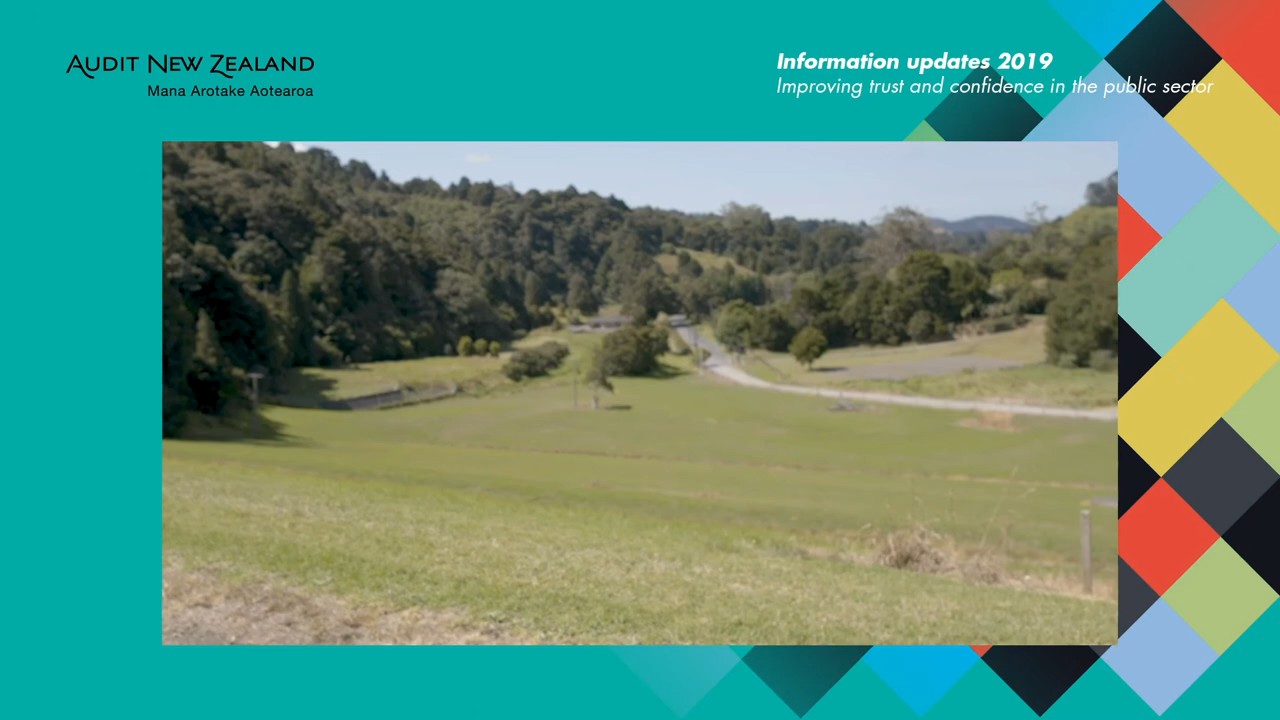 AUDIT NEW ZEALAND
Mana Arotake Aotearoa
Information updates 2019
Improving trust and confidence in the public sector